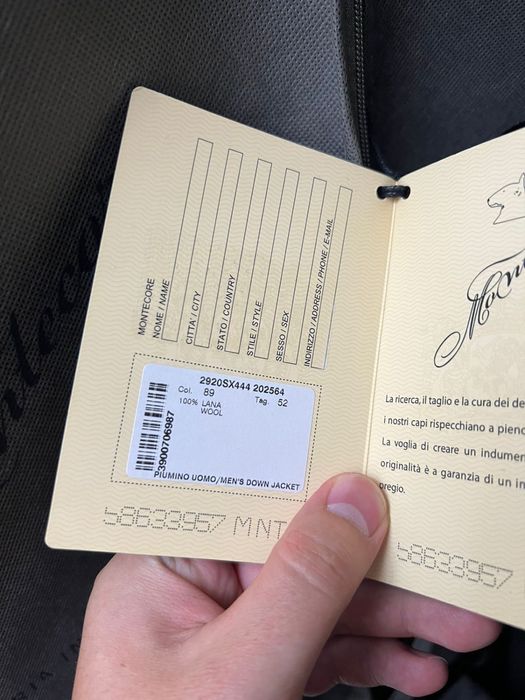 MONTECORE
NOME / NAME
CITTA' / CITY
STATO / COUNTRY
STILE / STYLE
SESSO / SEX
INDIRIZZO / ADDRESS / PHONE / E-MAIL
2920SX444 202564
Col. 89 Tag. 52
100% LANA
WOOL
3900706987
PIUMINO UOMO/MEN'S DOWN JACKET
58633957 MNT
La ricerca, il taglio e la cura dei de
i nostri capi rispecchiano a pieno
La voglia di creare un indumen
originalità è a garanzia di un in
pregio.
58633957